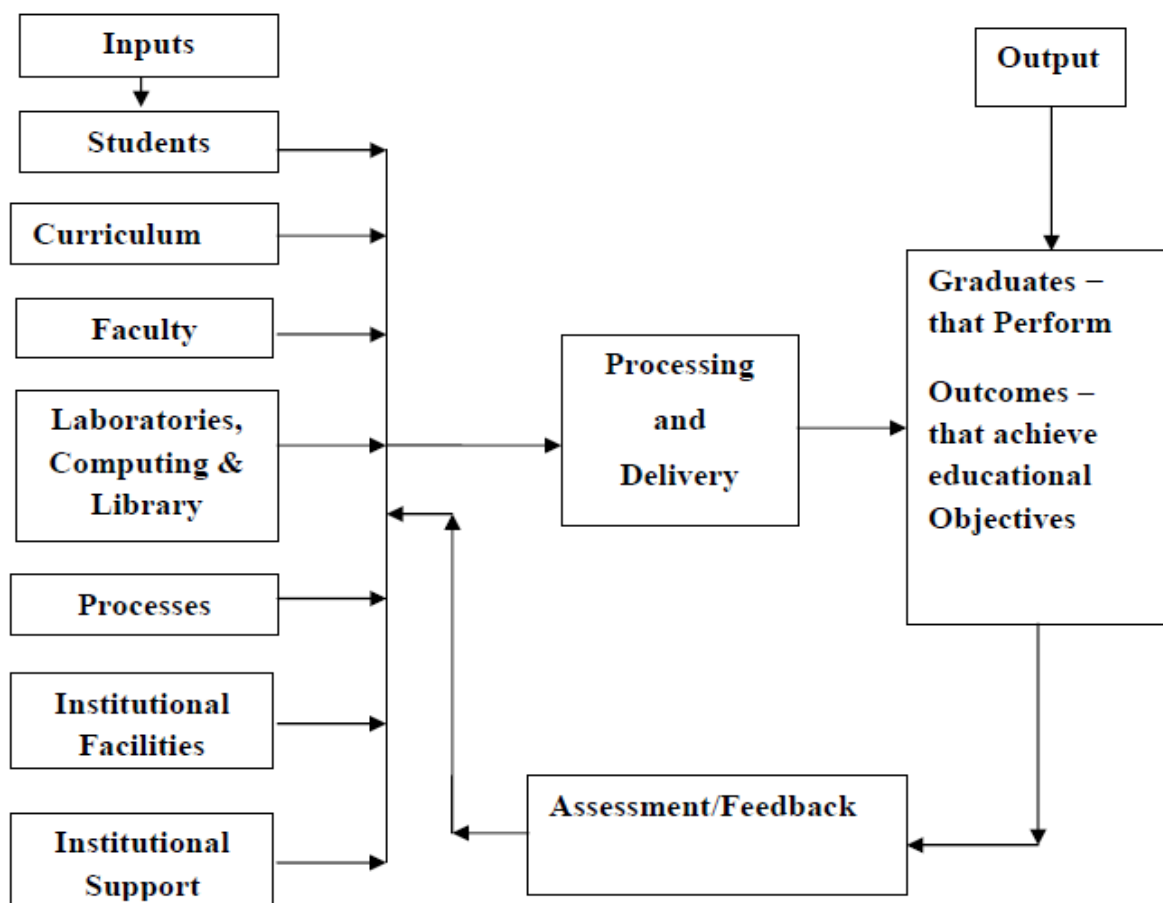 Inputs
Students
Curriculum
Faculty
Laboratories,
Computing &
Library
Processes
Institutional
Facilities
Institutional
Support
Processing
and
Delivery
Output
Graduates –
that Perform
Outcomes –
that achieve
educational
Objectives
Assessment/Feedback